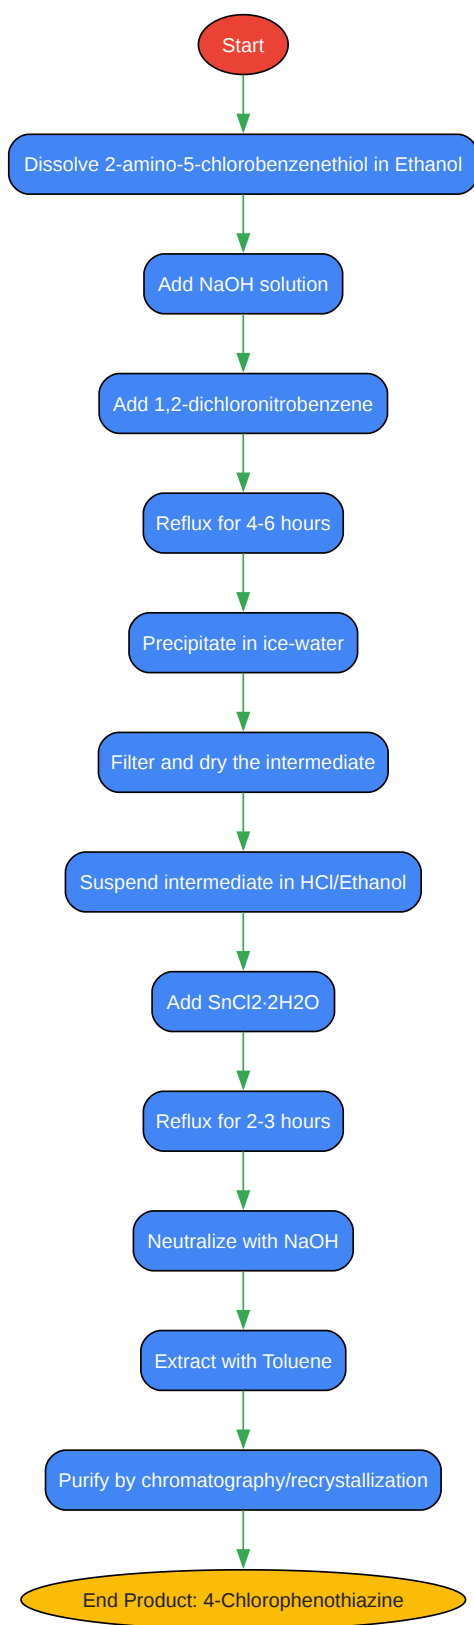 Start
Dissolve 2-amino-5-chlorobenzenethiol in Ethanol
Add NaOH solution
Add 1,2-dichloronitrobenzene
Reflux for 4-6 hours
Precipitate in ice-water
Filter and dry the intermediate
Suspend intermediate in HCl/Ethanol
Add SnCl2·2H2O
Reflux for 2-3 hours
Neutralize with NaOH
Extract with Toluene
Purify by chromatography/recrystallization
End Product: 4-Chlorophenothiazine